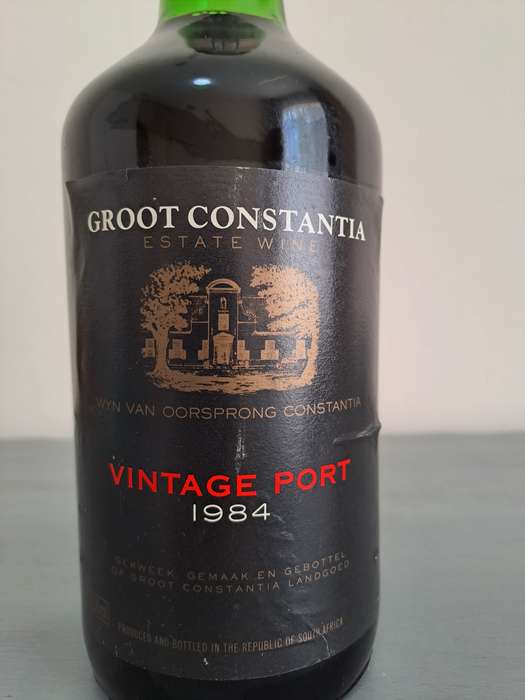 GROOT CONSTANTIA
ESTATE WINE
WYN VAN OORSPRONG CONSTANTIA
VINTAGE PORT
1984
GEKWEEK, GEMAAK EN GEBOTTEL
OP GROOT CONSTANTIA LANDGOED
PRODUCED AND BOTTLED IN THE REPUBLIC OF SOUTH AFRICA